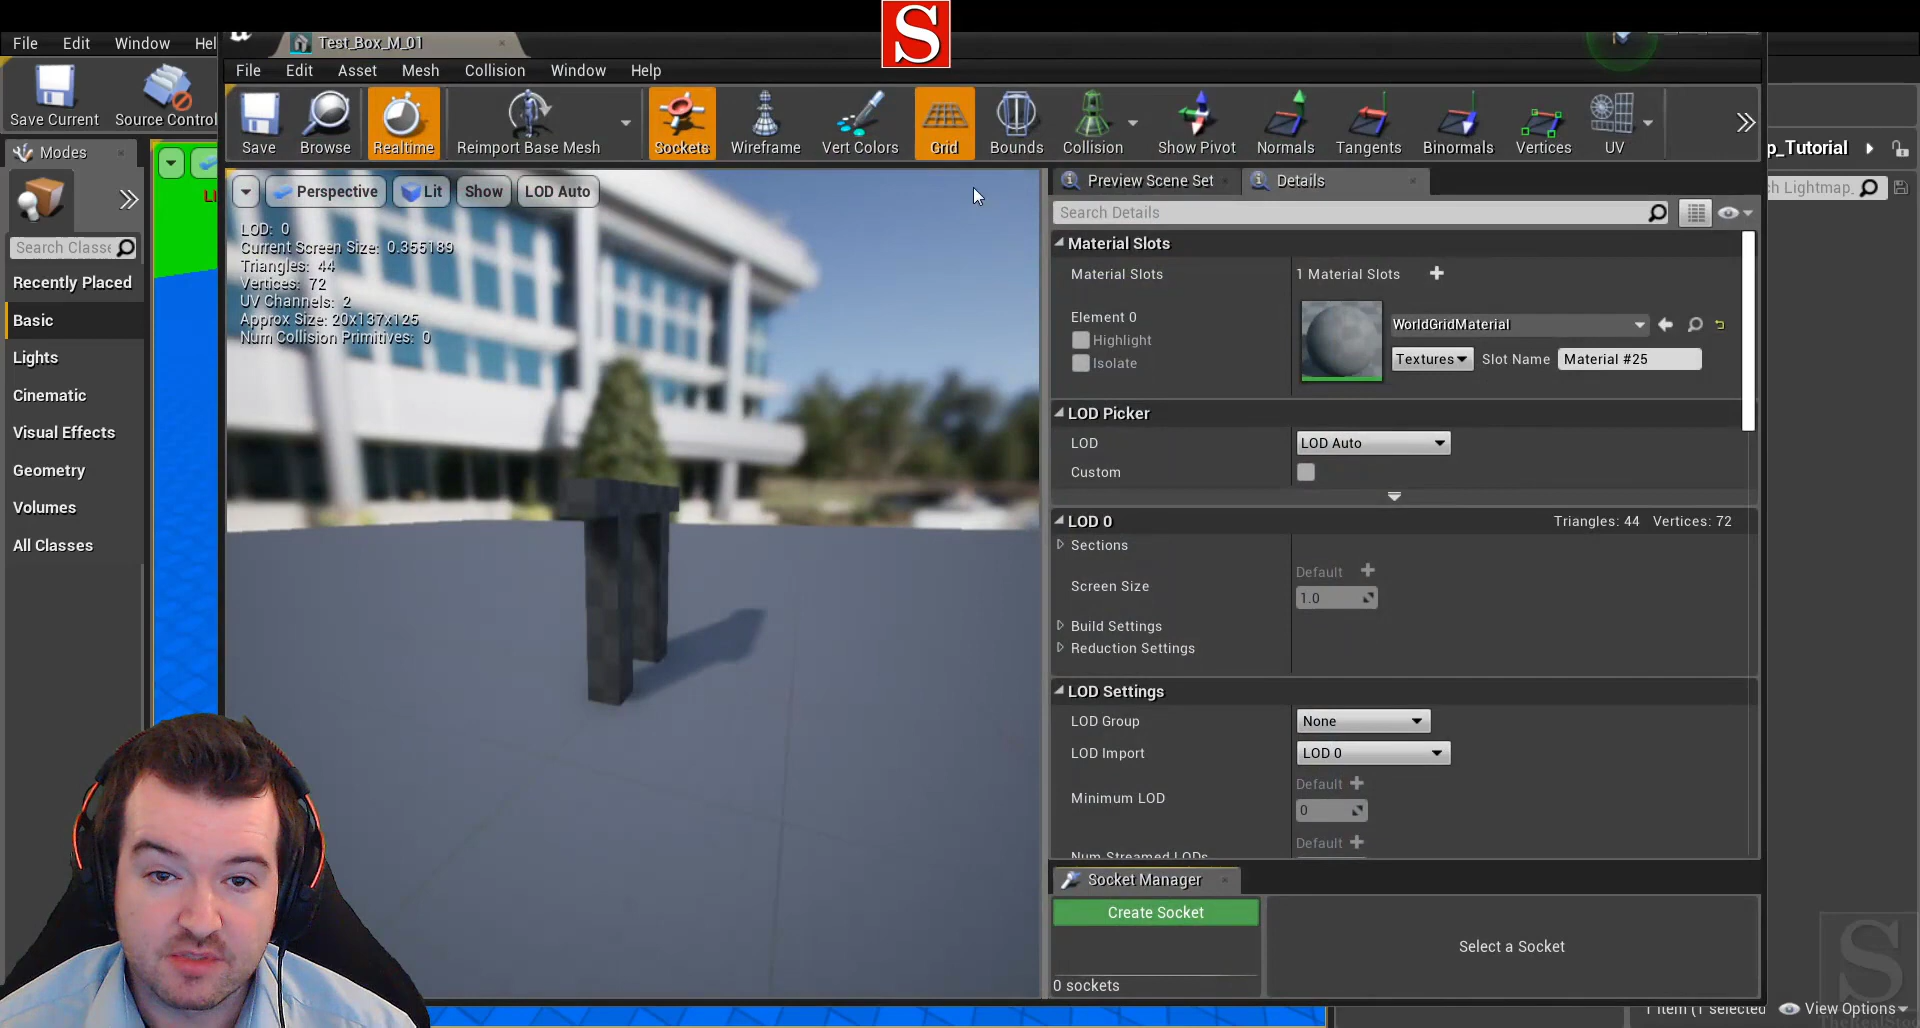 S
File Edit Window Hel
Test_Box_M_01
File Edit Asset Mesh Collision Window Help
Save Current Source Control
Save Browse Realtime Reimport Base Mesh Sockets Wireframe Vert Colors Grid Bounds Collision Show Pivot Normals Tangents Binormals Vertices UV
p_Tutorial
Modes
Search Classe
Recently Placed
Basic
Lights
Cinematic
Visual Effects
Geometry
Volumes
All Classes
Perspective Lit Show LOD Auto
LOD: 0
Current Screen Size: 0.355189
Triangles: 44
Vertices: 72
UV Channels: 2
Approx Size: 20x137x125
Num Collision Primitives: 0
Preview Scene Set Details
ch Lightmap_
Search Details
Material Slots
Material Slots 1 Material Slots
Element 0
Highlight
Isolate
WorldGridMaterial
Textures Slot Name Material #25
LOD Picker
LOD LOD Auto
Custom
LOD 0 Triangles: 44 Vertices: 72
Sections
Screen Size Default
1.0
Build Settings
Reduction Settings
LOD Settings
LOD Group None
LOD Import LOD 0
Minimum LOD Default
0
Num Streamed LODs Default
Socket Manager
Create Socket
Select a Socket
0 sockets
1 item (1 selected View Options
S